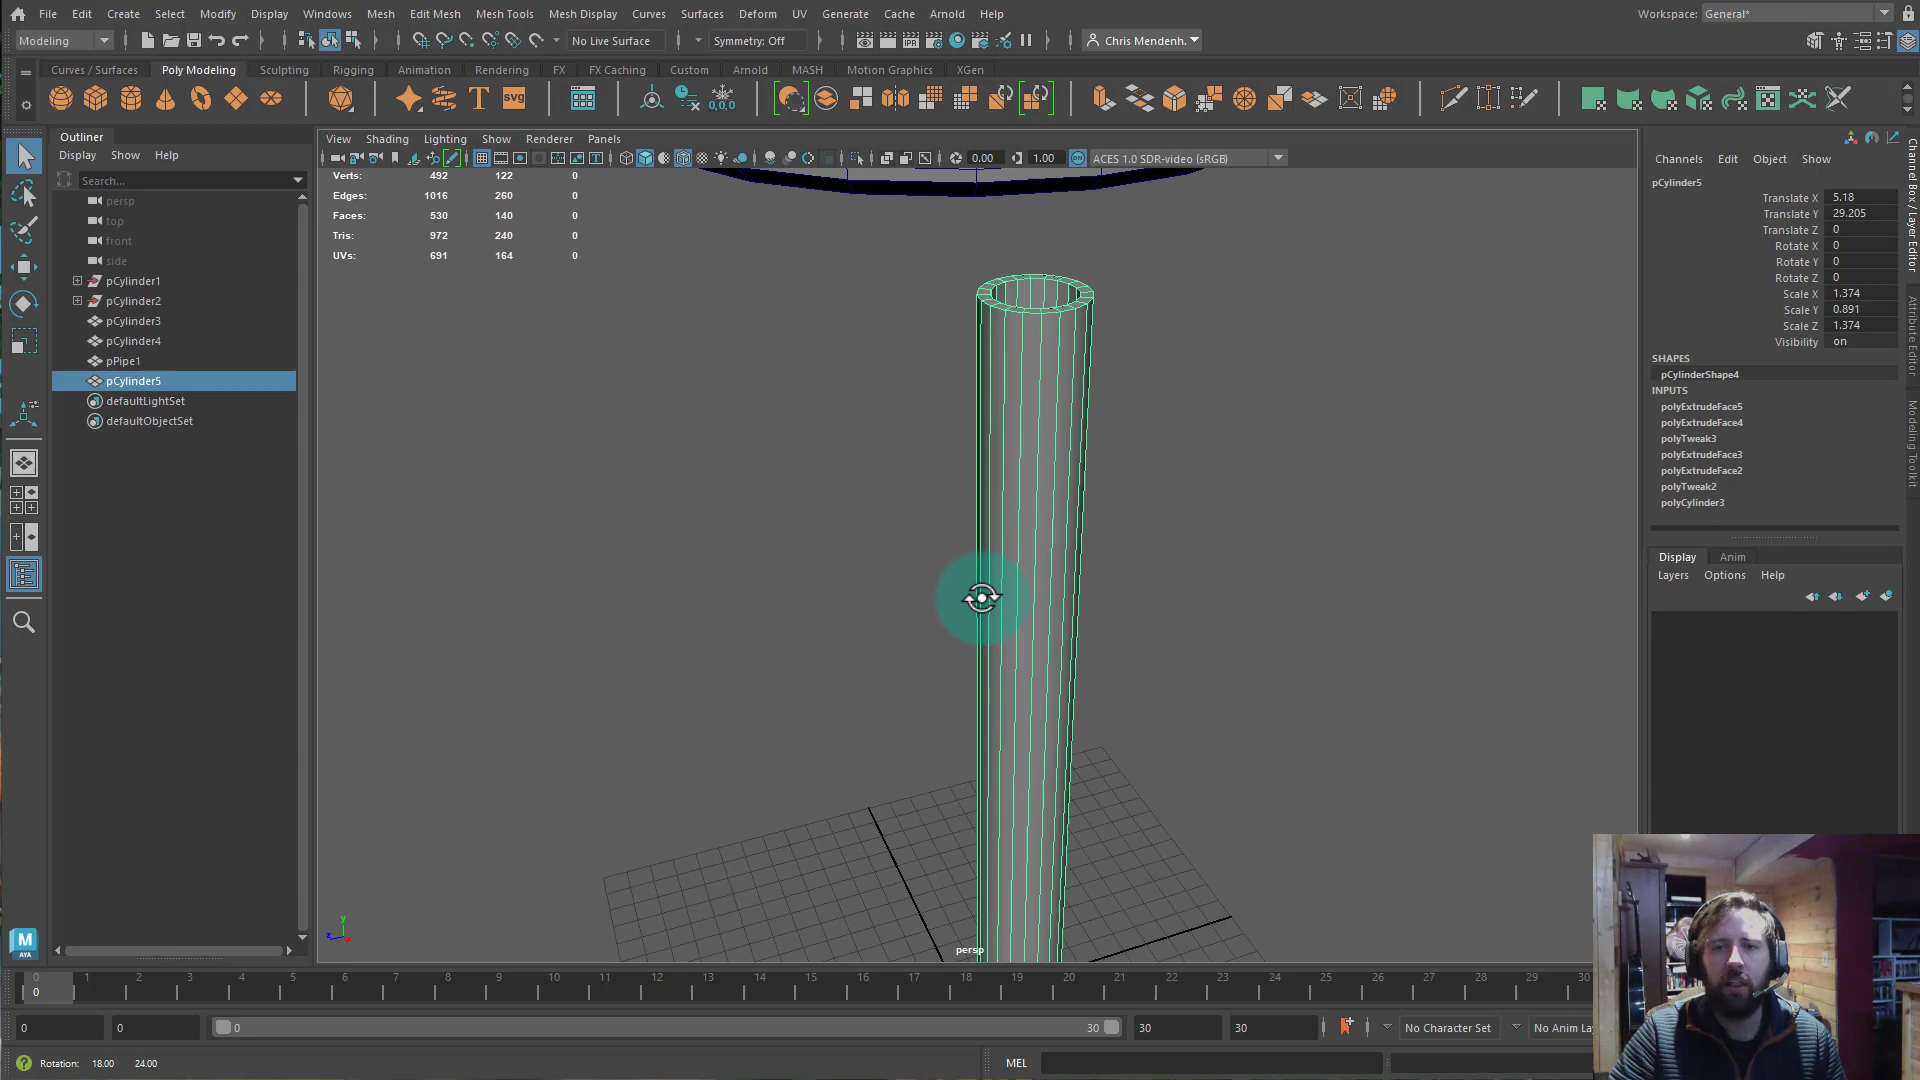 File Edit Create Select Modify Display Windows Mesh Edit Mesh Mesh Tools Mesh Display Curves Surfaces Deform UV Generate Cache Arnold Help
Workspace: General*
Modeling
No Live Surface
Symmetry: Off
IPR
Chris Mendenh.
Curves / Surfaces Poly Modeling Sculpting Rigging Animation Rendering FX FX Caching Custom Arnold MASH Motion Graphics XGen
T
SVG
0,0,0
Outliner
Display Show Help
Search...
persp
top
front
side
pCylinder1
pCylinder2
pCylinder3
pCylinder4
pPipe1
pCylinder5
defaultLightSet
defaultObjectSet
View Shading Lighting Show Renderer Panels
0.00
1.00
ON
ACES 1.0 SDR-video (sRGB)
Verts: 492 122 0
Edges: 1016 260 0
Faces: 530 140 0
Tris: 972 240 0
UVs: 691 164 0
y
z
persp
Channels Edit Object Show
pCylinder5
Translate X 5.18
Translate Y 29.205
Translate Z 0
Rotate X 0
Rotate Y 0
Rotate Z 0
Scale X 1.374
Scale Y 0.891
Scale Z 1.374
Visibility on
SHAPES
pCylinderShape4
INPUTS
polyExtrudeFace5
polyExtrudeFace4
polyTweak3
polyExtrudeFace3
polyExtrudeFace2
polyTweak2
polyCylinder3
Channel Box / Layer Editor
Attribute Editor
Modeling Toolkit
Display Anim
Layers Options Help
M
AYA
0 1 2 3 4 5 6 7 8 9 10 11 12 13 14 15 16 17 18 19 20 21 22 23 24 25 26 27 28 29 30
0
0
0
0
30
30
30
No Character Set
No Anim La
Rotation: 18.00 24.00
MEL